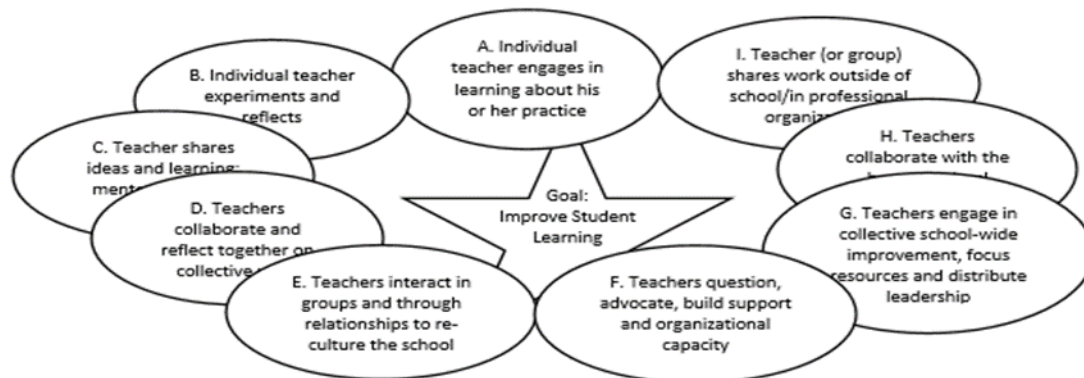 A. Individual
teacher engages in
learning about his
or her practice
B. Individual teacher
experiments and
reflects
C. Teacher shares
ideas and learning;
D. Teachers
collaborate and
reflect together on
collective
E. Teachers interact in
groups and through
relationships to re-
culture the school
F. Teachers question,
advocate, build support
and organizational
capacity
G. Teachers engage in
collective school-wide
improvement, focus
resources and distribute
leadership
H. Teachers
collaborate with the
I. Teacher (or group)
shares work outside of
school/in professional
Goal:
Improve Student
Learning